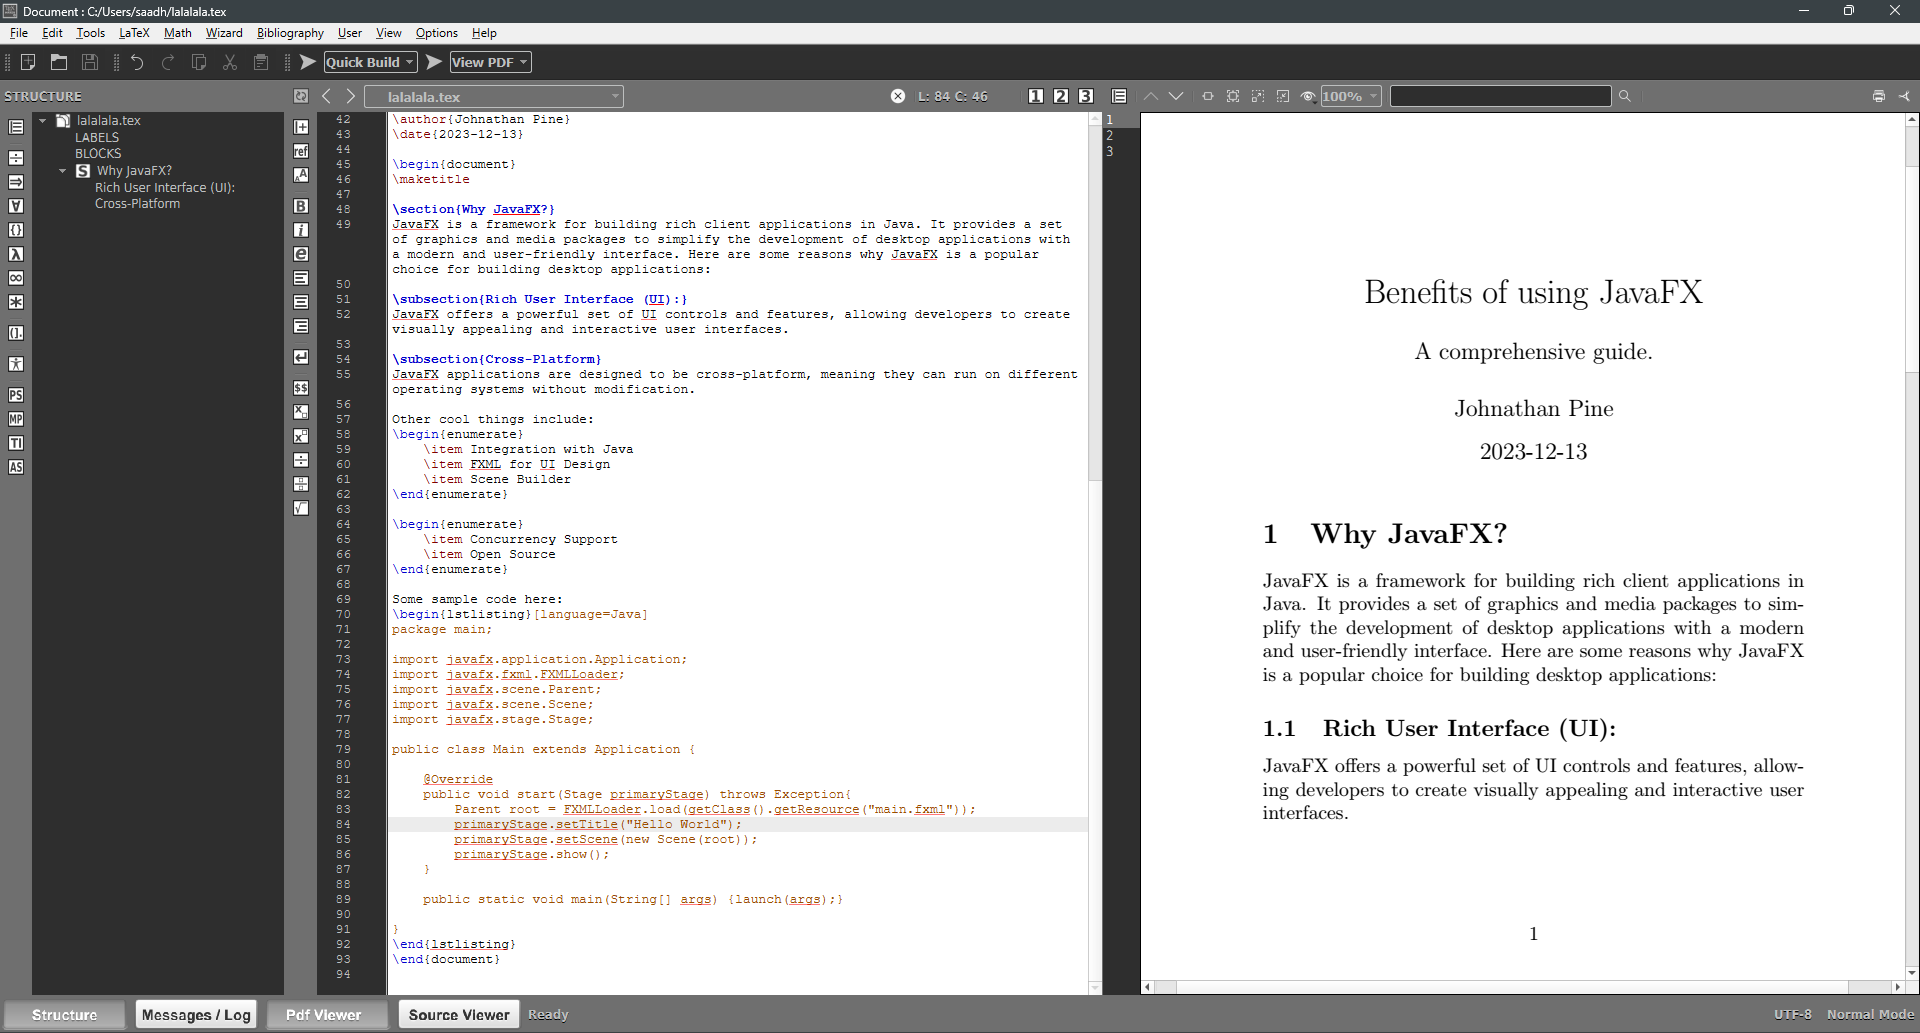 Document : C:/Users/saadh/lalalala.tex
File Edit Tools LaTeX Math Wizard Bibliography User View Options Help
Quick Build View PDF
STRUCTURE
lalalala.tex
L: 84 C: 46
1 2 3
100%
lalalala.tex
LABELS
BLOCKS
S Why JavaFX?
Rich User Interface (UI):
Cross-Platform
PS
MP
TI
AS
ref
B
i
e
$$
42 \author{Johnathan Pine}
43 \date{2023-12-13}
44
45 \begin{document}
46 \maketitle
47
48 \section{Why JavaFX?}
49 JavaFX is a framework for building rich client applications in Java. It provides a set
of graphics and media packages to simplify the development of desktop applications with
a modern and user-friendly interface. Here are some reasons why JavaFX is a popular
choice for building desktop applications:
50
51 \subsection{Rich User Interface (UI):}
52 JavaFX offers a powerful set of UI controls and features, allowing developers to create
visually appealing and interactive user interfaces.
53
54 \subsection{Cross-Platform}
55 JavaFX applications are designed to be cross-platform, meaning they can run on different
operating systems without modification.
56
57 Other cool things include:
58 \begin{enumerate}
59 \item Integration with Java
60 \item FXML for UI Design
61 \item Scene Builder
62 \end{enumerate}
63
64 \begin{enumerate}
65 \item Concurrency Support
66 \item Open Source
67 \end{enumerate}
68
69 Some sample code here:
70 \begin{lstlisting}[language=Java]
71 package main;
72
73 import javafx.application.Application;
74 import javafx.fxml.FXMLLoader;
75 import javafx.scene.Parent;
76 import javafx.scene.Scene;
77 import javafx.stage.Stage;
78
79 public class Main extends Application {
80
81 @Override
82 public void start(Stage primaryStage) throws Exception{
83 Parent root = FXMLLoader.load(getClass().getResource("main.fxml"));
84 primaryStage.setTitle("Hello World");
85 primaryStage.setScene(new Scene(root));
86 primaryStage.show();
87 }
88
89 public static void main(String[] args) {launch(args);}
90
91 }
92 \end{lstlisting}
93 \end{document}
94
1
2
3
Benefits of using JavaFX
A comprehensive guide.
Johnathan Pine
2023-12-13
1 Why JavaFX?
JavaFX is a framework for building rich client applications in
Java. It provides a set of graphics and media packages to sim-
plify the development of desktop applications with a modern
and user-friendly interface. Here are some reasons why JavaFX
is a popular choice for building desktop applications:
1.1 Rich User Interface (UI):
JavaFX offers a powerful set of UI controls and features, allow-
ing developers to create visually appealing and interactive user
interfaces.
1
Structure Messages / Log Pdf Viewer Source Viewer Ready
UTF-8 Normal Mode